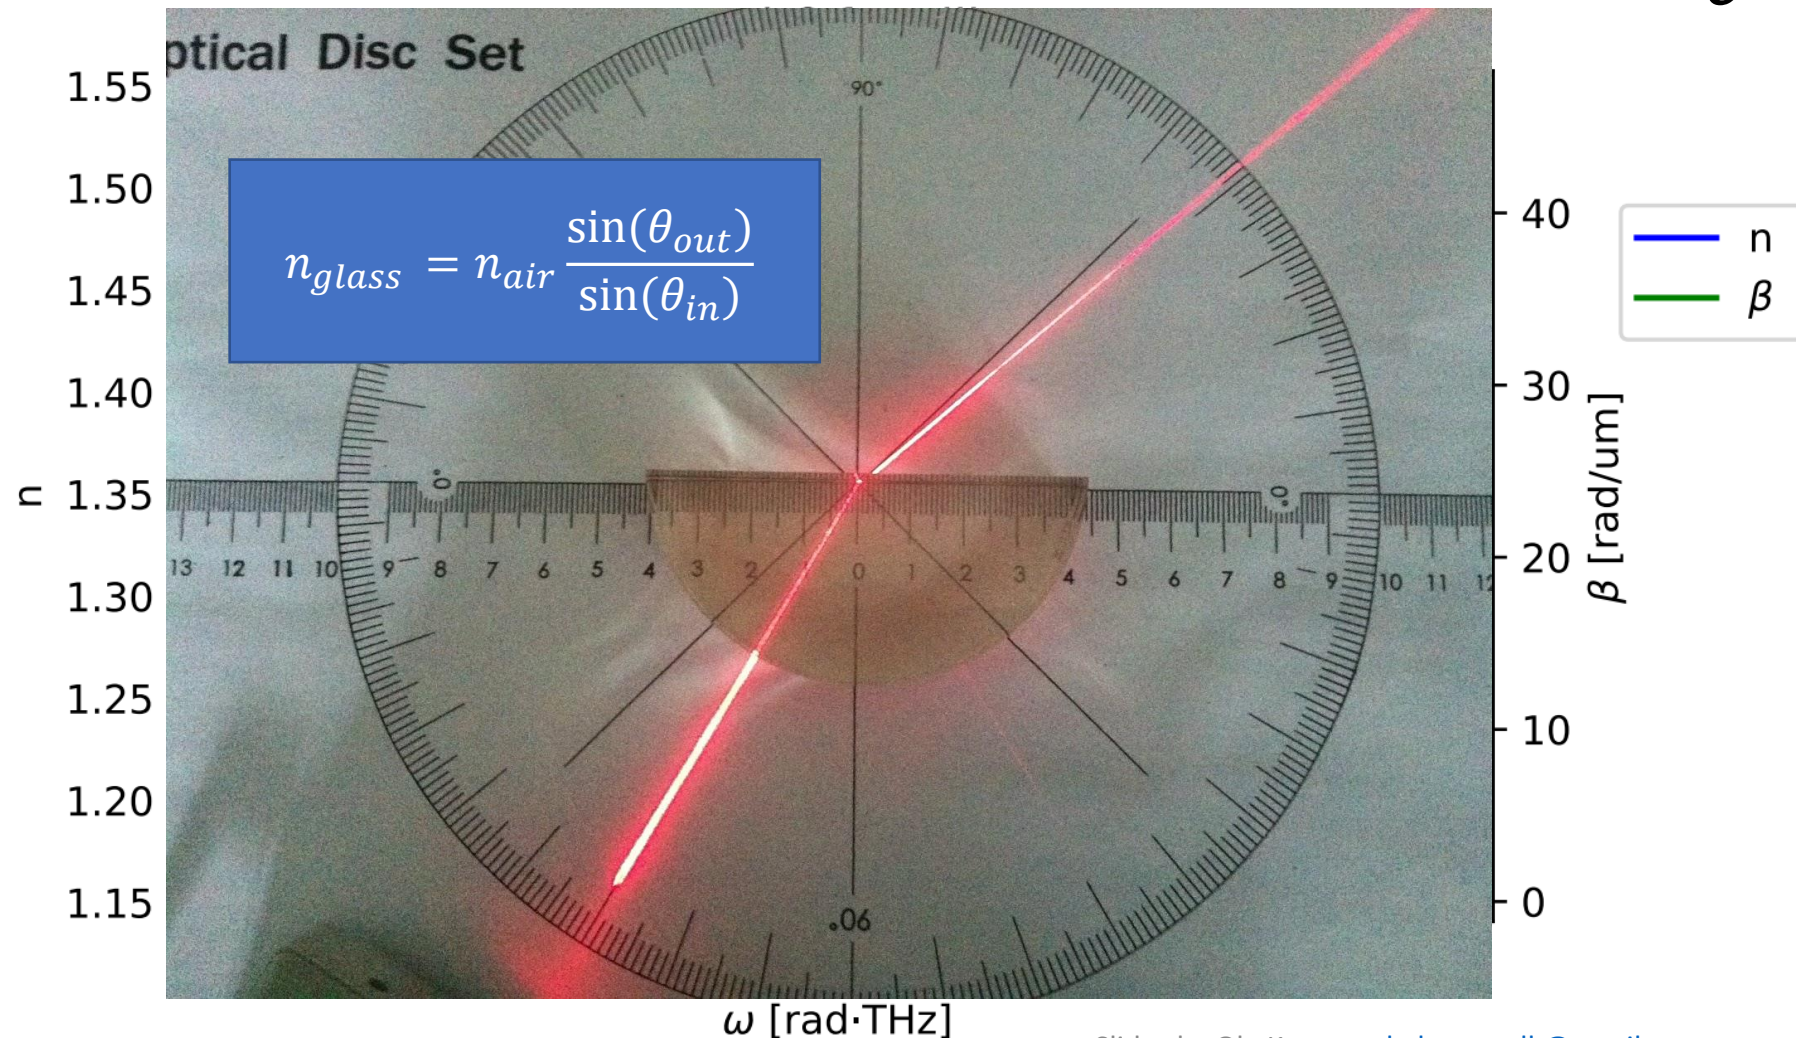 ptical Disc Set
90°
n_glass = n_air sin(θ_out)/sin(θ_in)
n
1.55
1.50
1.45
1.40
1.35
1.30
1.25
1.20
1.15
0°
0°
13 12 11 10 9 8 7 6 5 4 3 2 1 0 1 2 3 4 5 6 7 8 9 10 11 12
90°
40
30
20
10
0
β [rad/um]
n
β
ω [rad·THz]